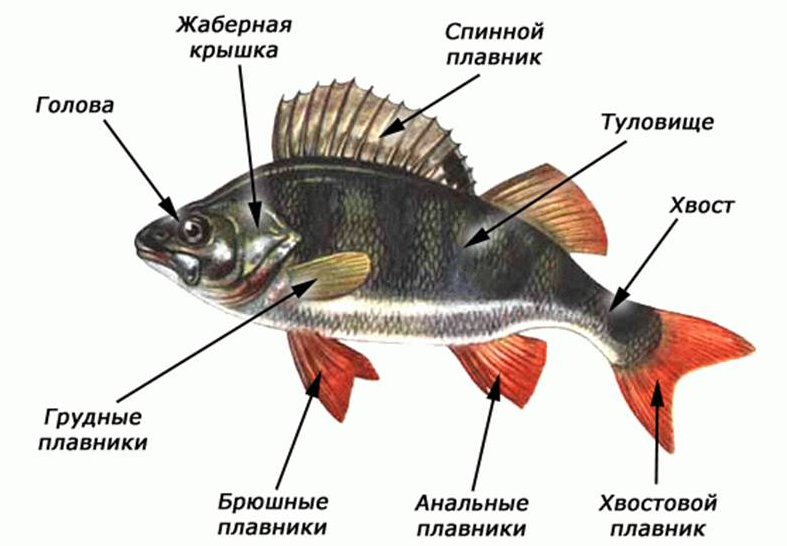 Жаберная
крышка
Спинной
плавник
Голова
Туловище
Хвост
Грудные
плавники
Брюшные
плавники
Анальные
плавники
Хвостовой
плавник